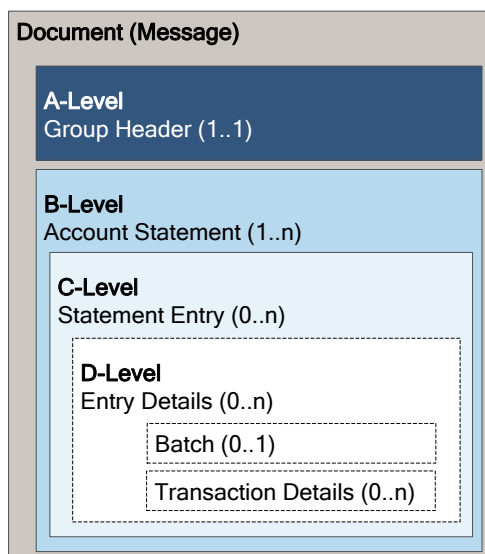 Document (Message)
A-Level
Group Header (1..1)
B-Level
Account Statement (1..n)
C-Level
Statement Entry (0..n)
D-Level
Entry Details (0..n)
Batch (0..1)
Transaction Details (0..n)